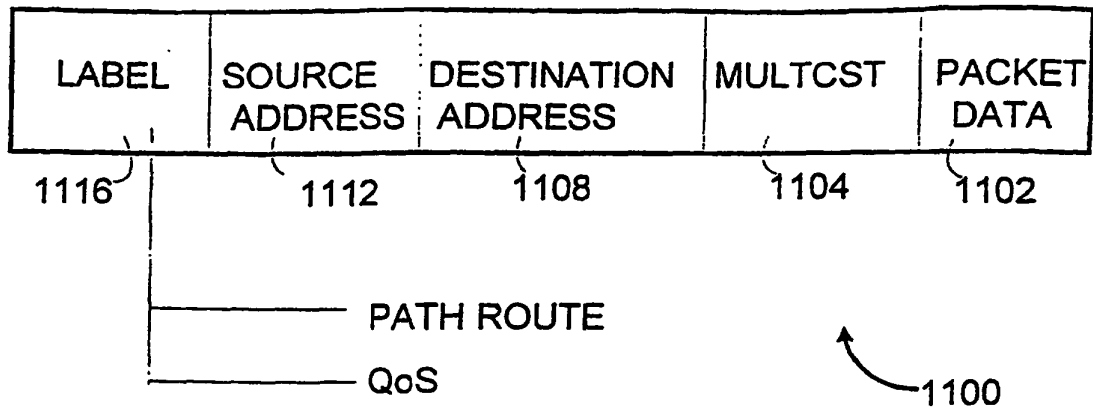 LABEL
SOURCE
ADDRESS
DESTINATION
ADDRESS
MULTCST
PACKET
DATA
1116
1112
1108
1104
1102
PATH ROUTE
QoS
1100